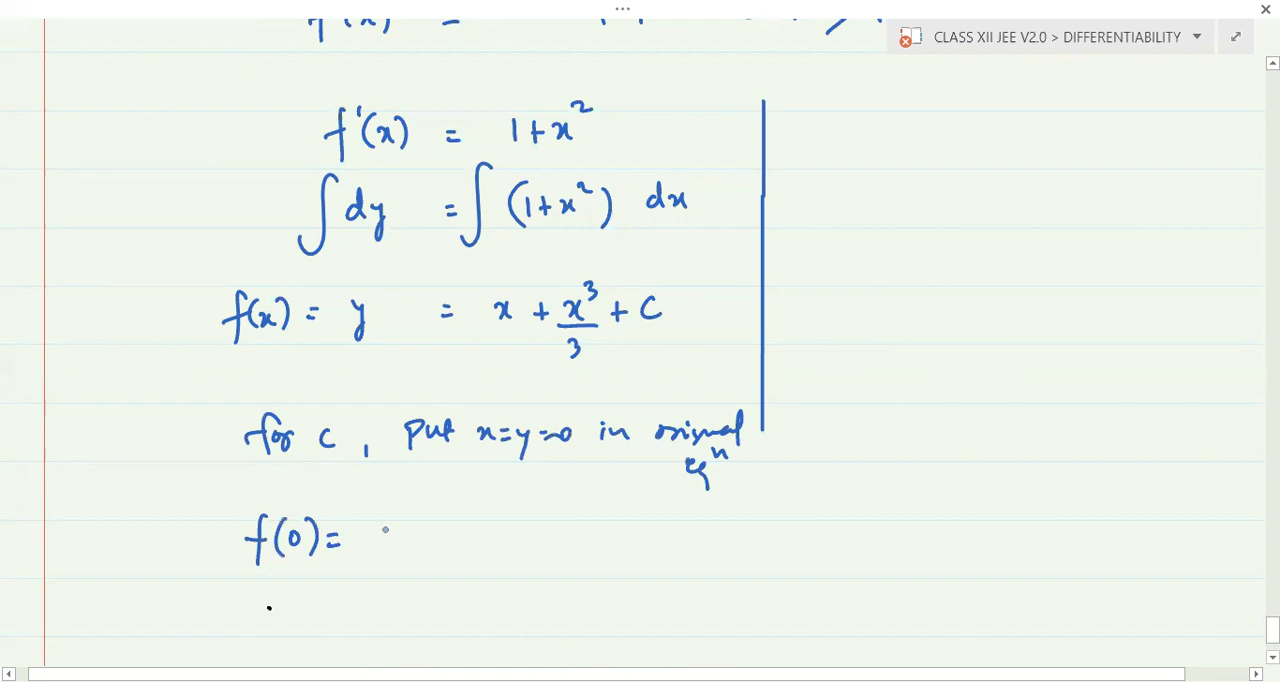 CLASS XII JEE V2.0 > DIFFERENTIABILITY
f'(x) = 1+x²
∫dy = ∫(1+x²) dx
f(x) = y = x + x³/3 + C
for c, put x=y=0 in original eqⁿ
f(0)=